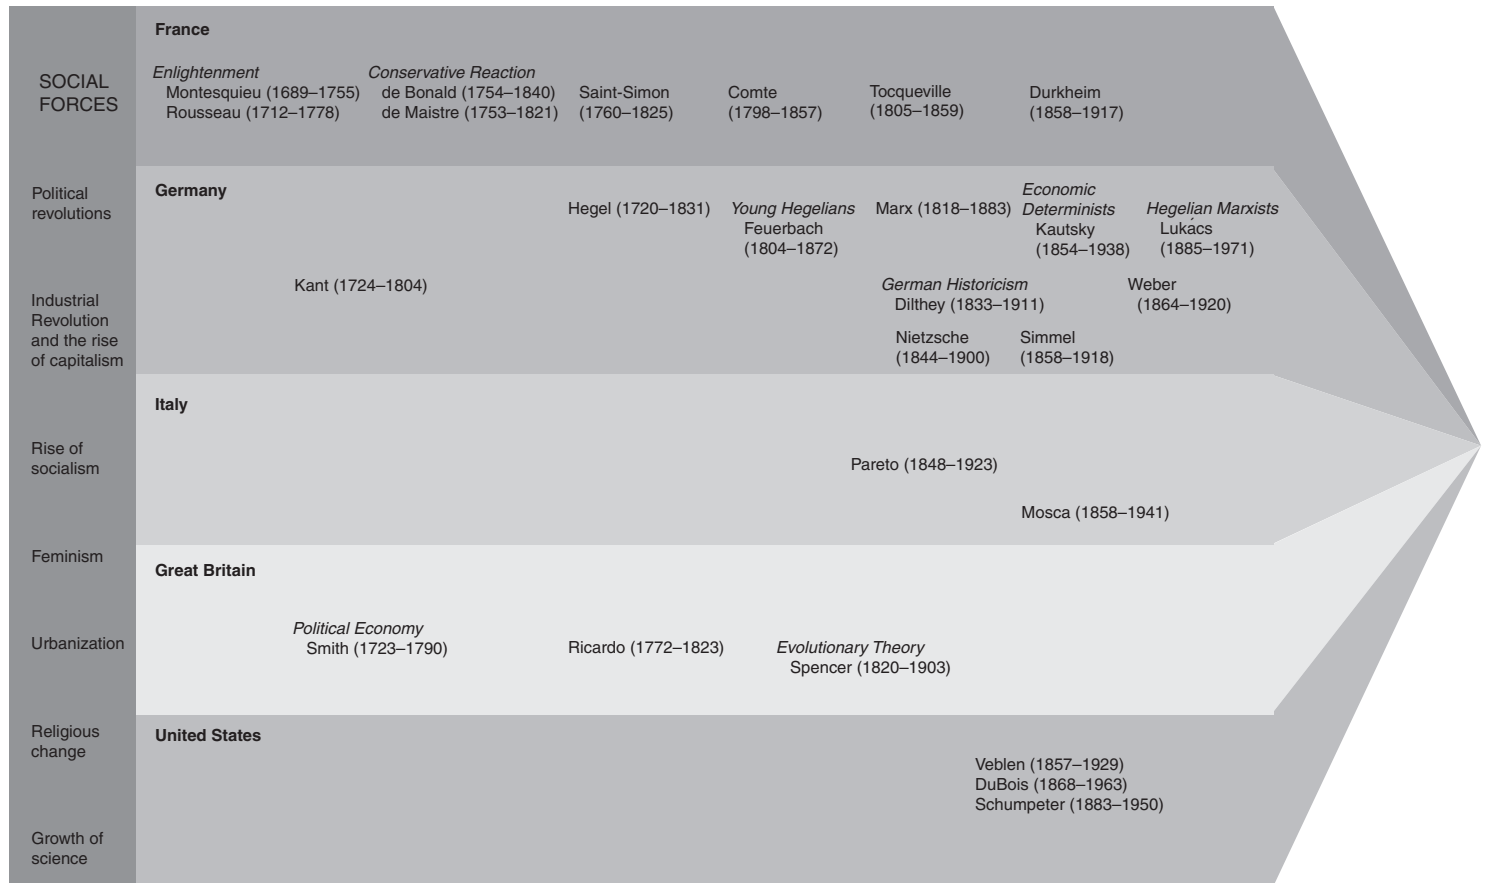 SOCIAL
FORCES
Political
revolutions
Industrial
Revolution
and the rise
of capitalism
Rise of
socialism
Feminism
Urbanization
Religious
change
Growth of
science
France
Enlightenment
Montesquieu (1689–1755)
Rousseau (1712–1778)
Conservative Reaction
de Bonald (1754–1840)
de Maistre (1753–1821)
Saint-Simon
(1760–1825)
Comte
(1798–1857)
Tocqueville
(1805–1859)
Durkheim
(1858–1917)
Germany
Hegel (1720–1831)
Young Hegelians
Feuerbach
(1804–1872)
Marx (1818–1883)
Economic
Determinists
Kautsky
(1854–1938)
Hegelian Marxists
Lukács
(1885–1971)
Kant (1724–1804)
German Historicism
Dilthey (1833–1911)
Weber
(1864–1920)
Nietzsche
(1844–1900)
Simmel
(1858–1918)
Italy
Pareto (1848–1923)
Mosca (1858–1941)
Great Britain
Political Economy
Smith (1723–1790)
Ricardo (1772–1823)
Evolutionary Theory
Spencer (1820–1903)
United States
Veblen (1857–1929)
DuBois (1868–1963)
Schumpeter (1883–1950)